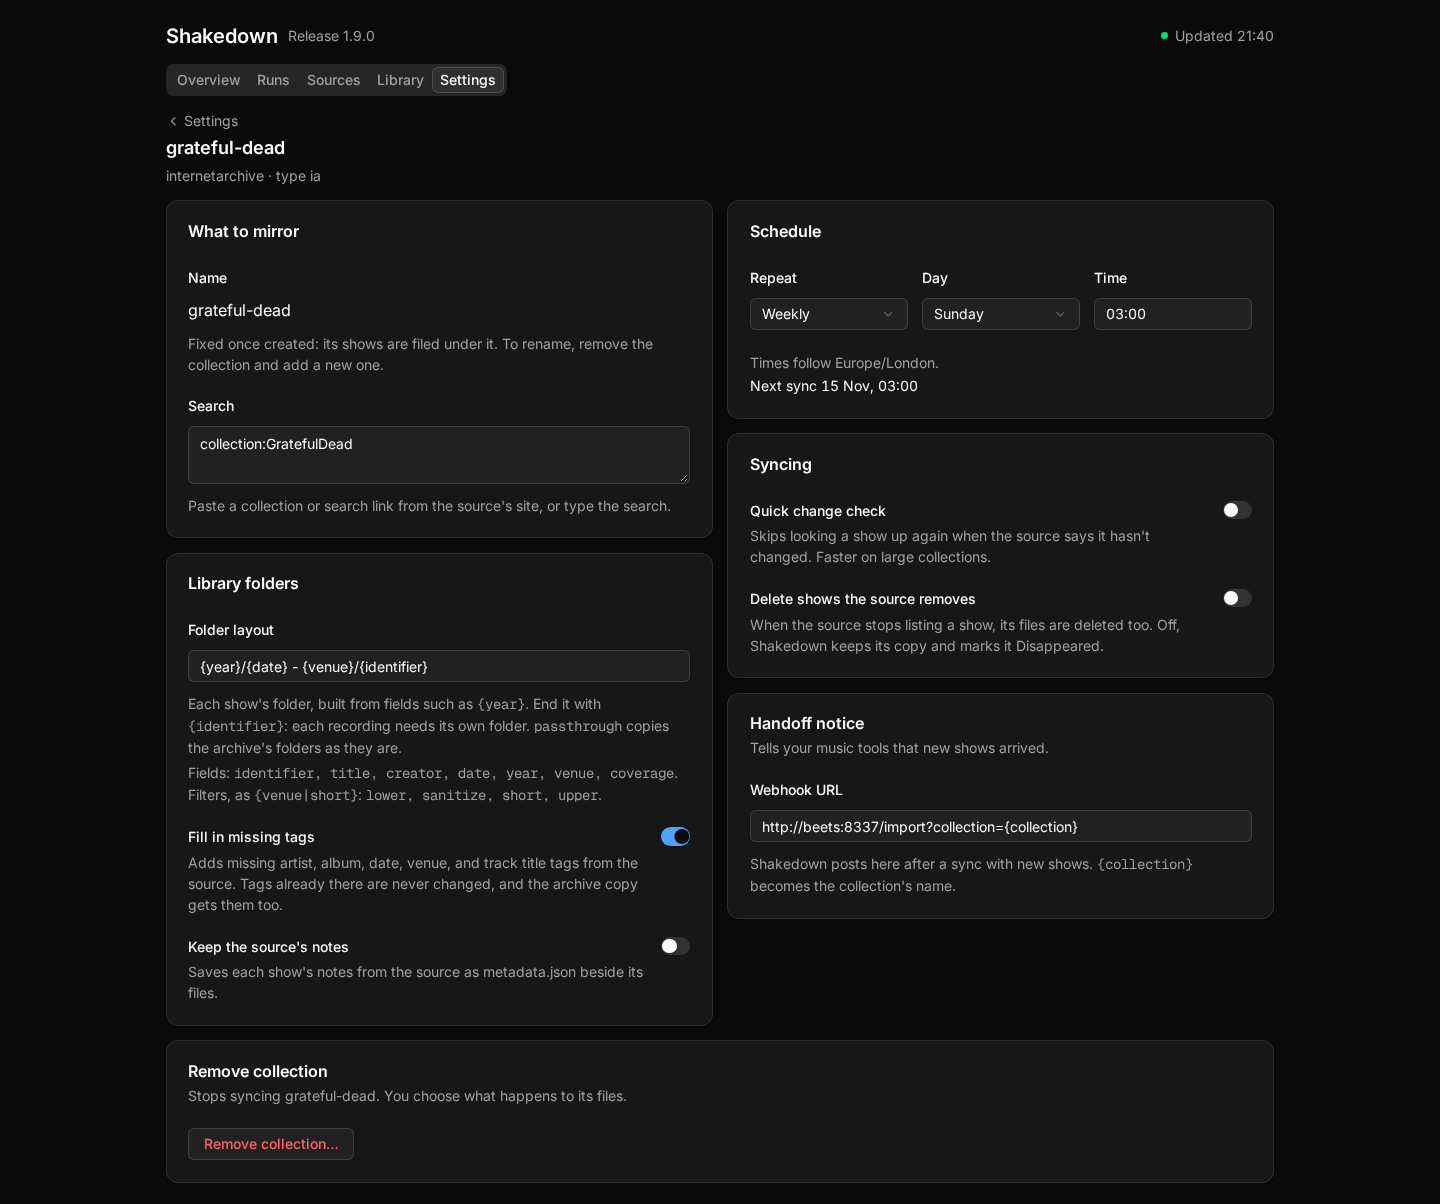 Shakedown Release 1.9.0
Updated 21:40
Overview Runs Sources Library Settings
Settings
grateful-dead
internetarchive · type ia
What to mirror
Name
grateful-dead
Fixed once created: its shows are filed under it. To rename, remove the
collection and add a new one.
Search
collection:GratefulDead
Paste a collection or search link from the source's site, or type the search.
Library folders
Folder layout
{year}/{date} - {venue}/{identifier}
Each show's folder, built from fields such as {year}. End it with
{identifier}: each recording needs its own folder. passthrough copies
the archive's folders as they are.
Fields: identifier, title, creator, date, year, venue, coverage.
Filters, as {venue|short}: lower, sanitize, short, upper.
Fill in missing tags
Adds missing artist, album, date, venue, and track title tags from the
source. Tags already there are never changed, and the archive copy
gets them too.
Keep the source's notes
Saves each show's notes from the source as metadata.json beside its
files.
Schedule
Repeat Day Time
Weekly Sunday 03:00
Times follow Europe/London.
Next sync 15 Nov, 03:00
Syncing
Quick change check
Skips looking a show up again when the source says it hasn't
changed. Faster on large collections.
Delete shows the source removes
When the source stops listing a show, its files are deleted too. Off,
Shakedown keeps its copy and marks it Disappeared.
Handoff notice
Tells your music tools that new shows arrived.
Webhook URL
http://beets:8337/import?collection={collection}
Shakedown posts here after a sync with new shows. {collection}
becomes the collection's name.
Remove collection
Stops syncing grateful-dead. You choose what happens to its files.
Remove collection...